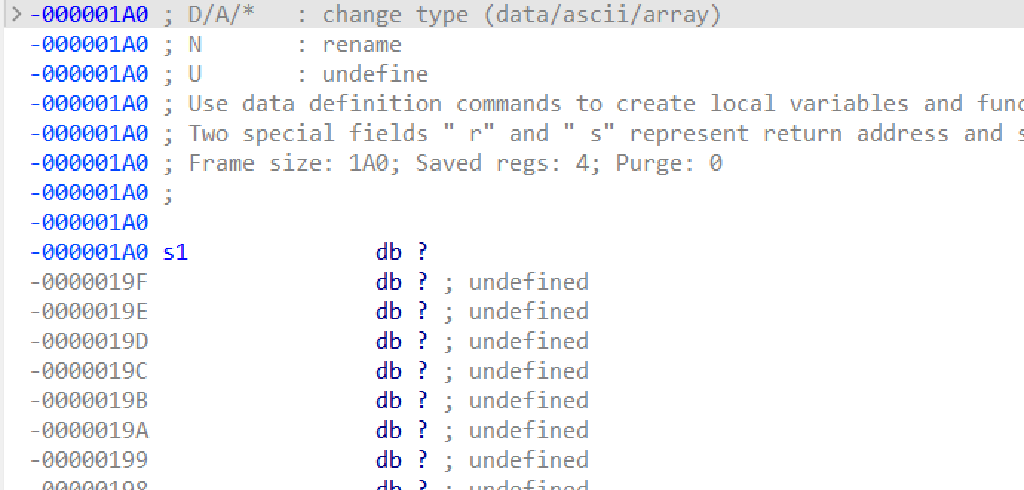 -000001A0 ; D/A/*   : change type (data/ascii/array)
-000001A0 ; N       : rename
-000001A0 ; U       : undefine
-000001A0 ; Use data definition commands to create local variables and func
-000001A0 ; Two special fields " r" and " s" represent return address and s
-000001A0 ; Frame size: 1A0; Saved regs: 4; Purge: 0
-000001A0 ;
-000001A0
-000001A0 s1              db ?
-0000019F                 db ? ; undefined
-0000019E                 db ? ; undefined
-0000019D                 db ? ; undefined
-0000019C                 db ? ; undefined
-0000019B                 db ? ; undefined
-0000019A                 db ? ; undefined
-00000199                 db ? ; undefined
-00000198                 db ? ; undefined